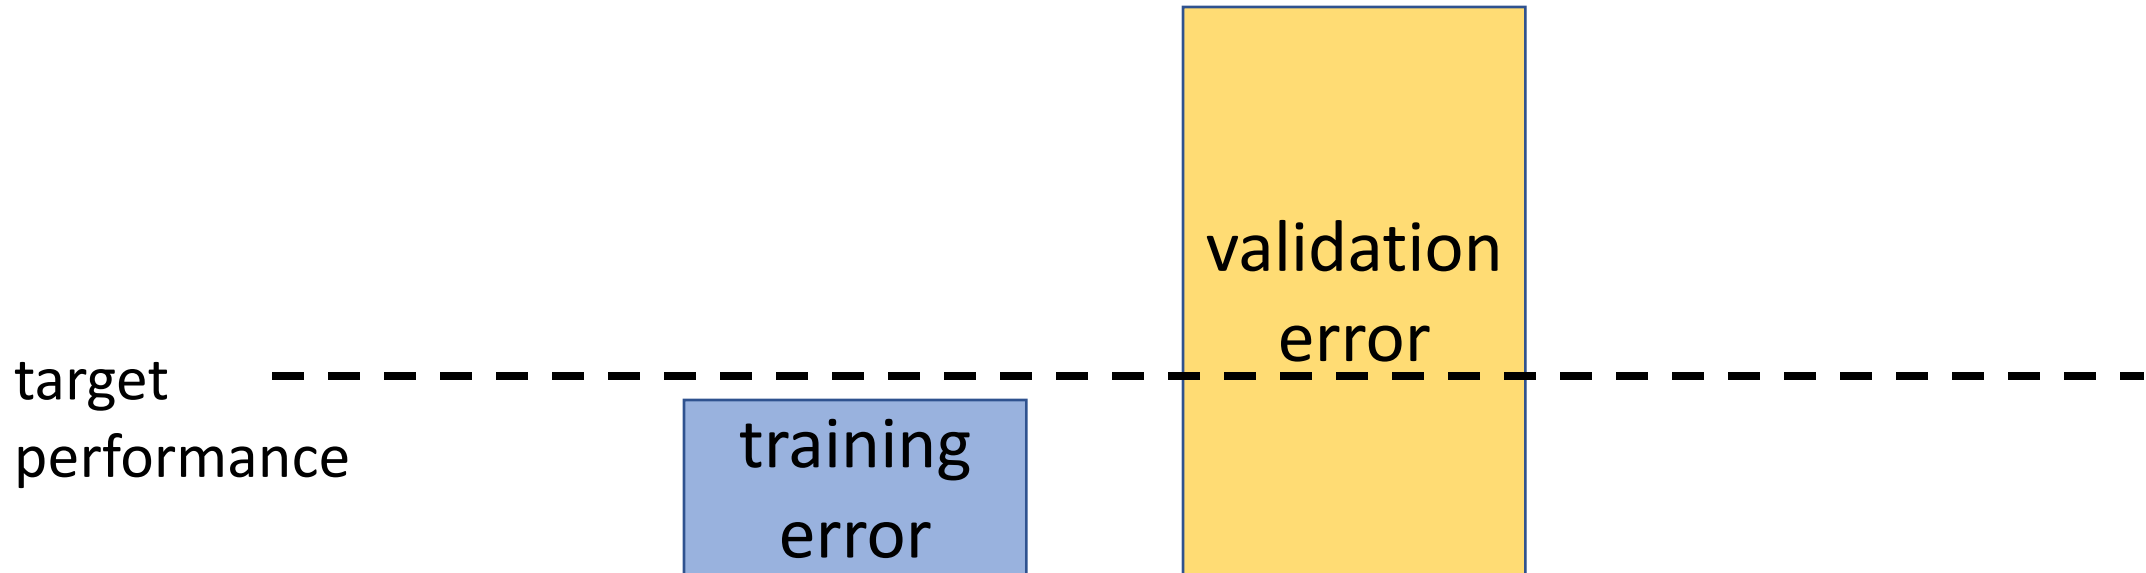 validation
error
target
performance
training
error